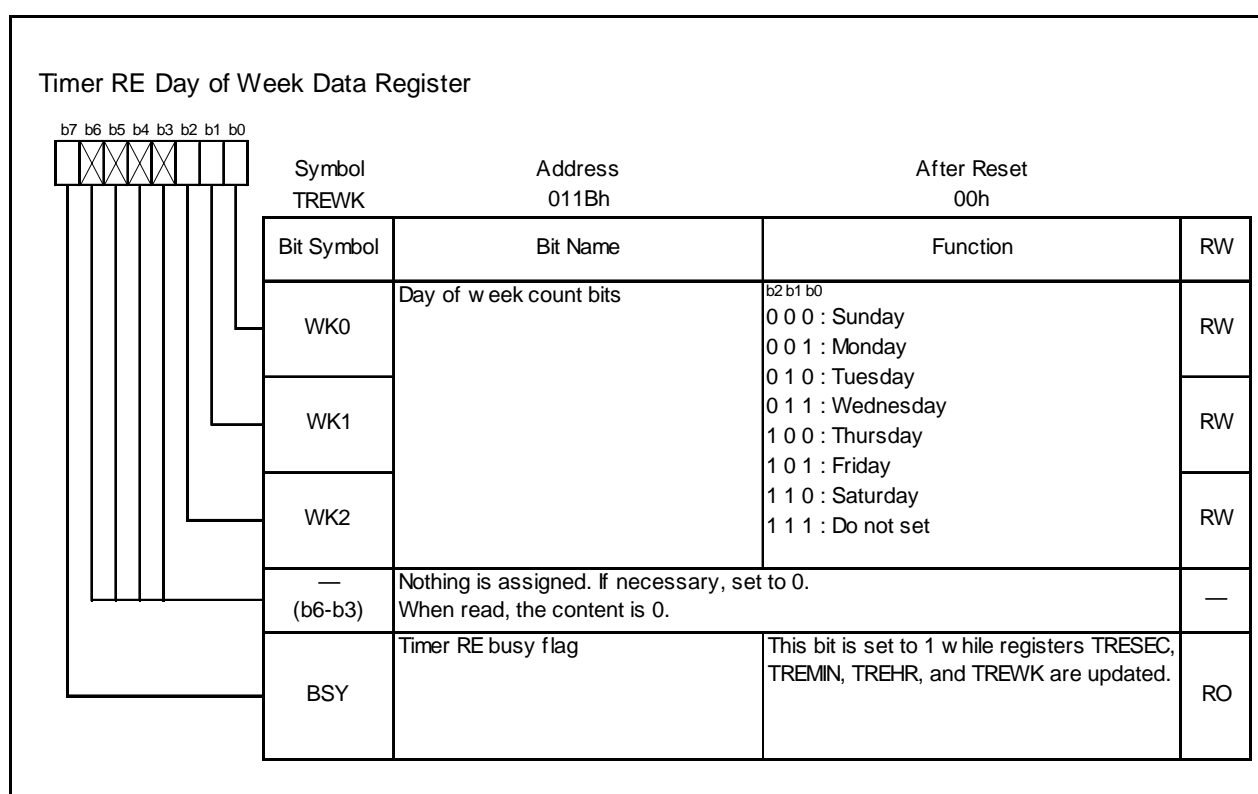 Timer RE Day of Week Data Register
b7 b6 b5 b4 b3 b2 b1 b0
Symbol Address After Reset
TREWK 011Bh 00h
Bit Symbol Bit Name Function RW
WK0 Day of week count bits b2 b1 b0 RW
0 0 0 : Sunday
0 0 1 : Monday
0 1 0 : Tuesday
WK1 0 1 1 : Wednesday RW
1 0 0 : Thursday
1 0 1 : Friday
WK2 1 1 0 : Saturday RW
1 1 1 : Do not set
— Nothing is assigned. If necessary, set to 0. —
(b6-b3) When read, the content is 0.
BSY Timer RE busy flag This bit is set to 1 while registers TRESEC, RO
TREMIN, TREHR, and TREWK are updated.